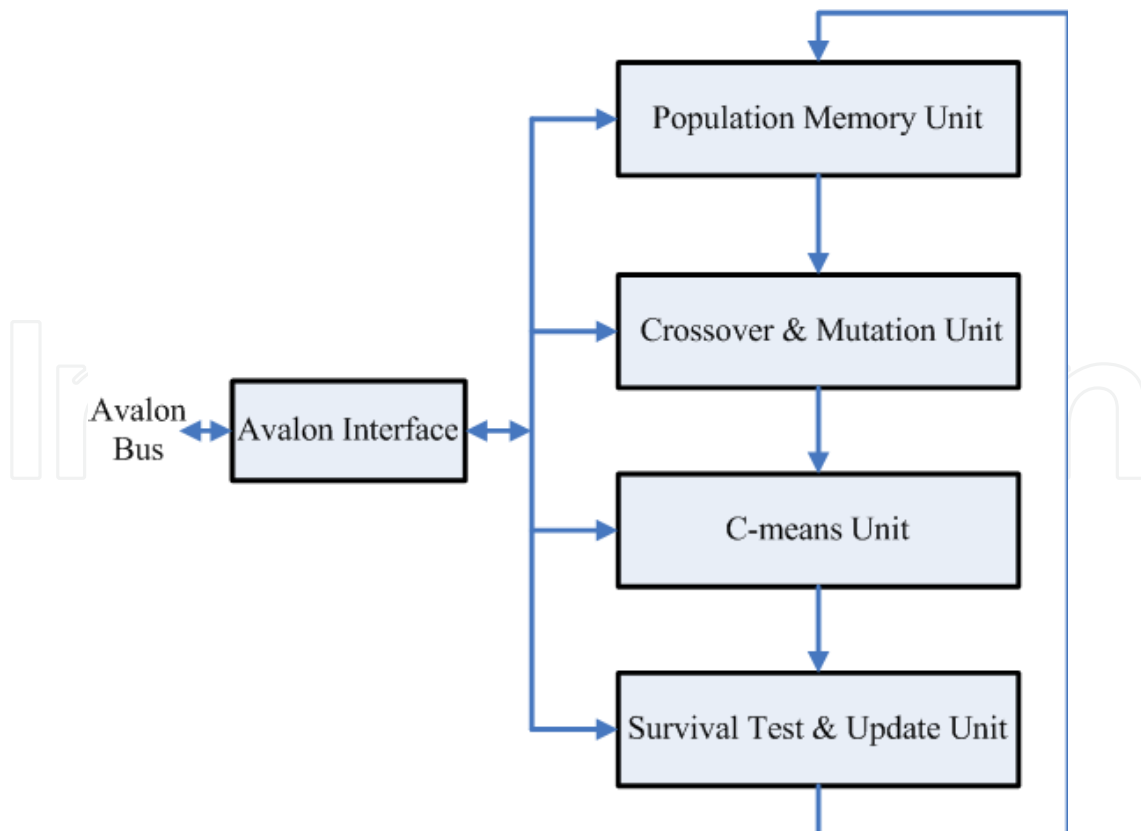 Population Memory Unit
Crossover & Mutation Unit
Avalon
Bus
Avalon Interface
C-means Unit
Survival Test & Update Unit